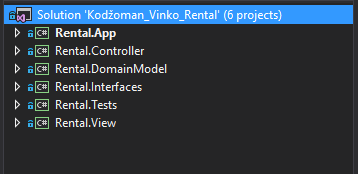 Solution 'Kodžoman_Vinko_Rental' (6 projects)
C# Rental.App
C# Rental.Controller
C# Rental.DomainModel
C# Rental.Interfaces
C# Rental.Tests
C# Rental.View